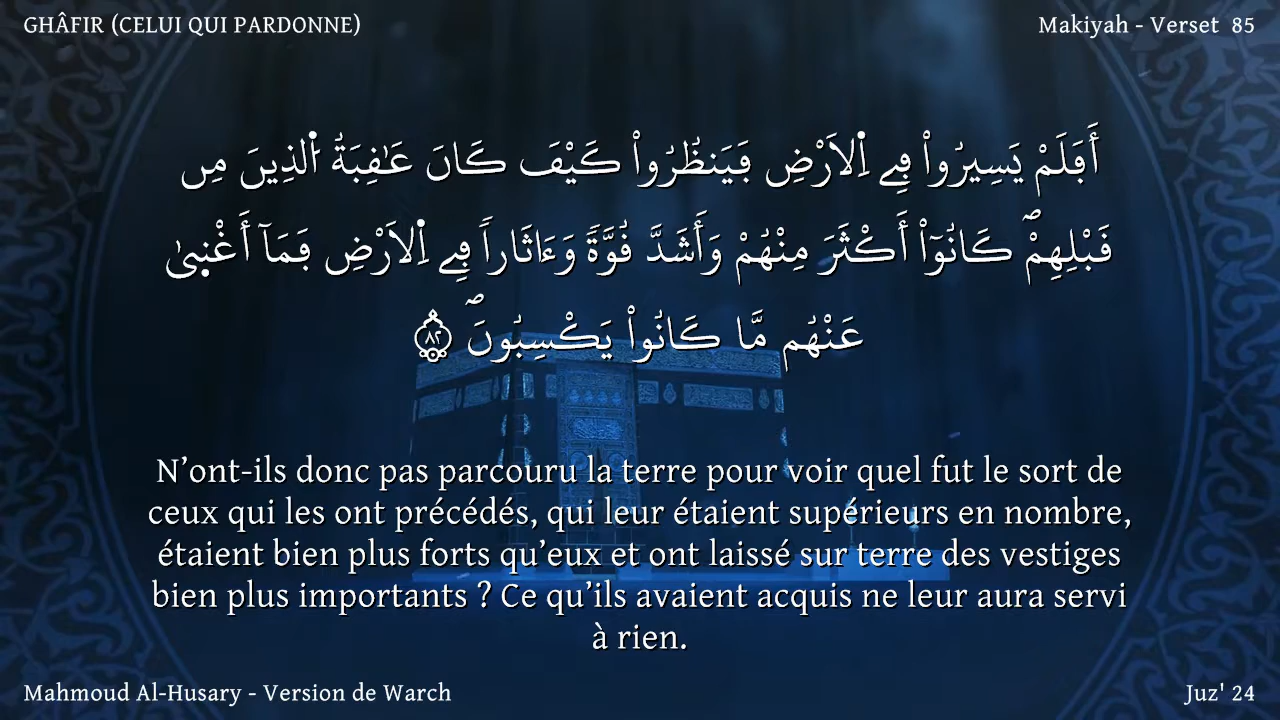 GHÂFIR (CELUI QUI PARDONNE)
Makiyah - Verset 85
أَفَلَمْ يَسِيرُواْ فِے اِ۬لَارْضِ فَيَنظُرُواْ كَيْفَ كَانَ عَٰقِبَةُ اُ۬لذِينَ مِن
قَبْلِهِمْۖ كَانُوٓاْ أَكْثَرَ مِنْهُمْ وَأَشَدَّ قُوَّةٗ وَءَاثَاراٗ فِے اِ۬لَارْضِ فَمَآ أَغْن۪يٰ
عَنْهُم مَّا كَانُواْ يَكْسِبُونَۖ ٨٢
N’ont-ils donc pas parcouru la terre pour voir quel fut le sort de
ceux qui les ont précédés, qui leur étaient supérieurs en nombre,
étaient bien plus forts qu’eux et ont laissé sur terre des vestiges
bien plus importants ? Ce qu’ils avaient acquis ne leur aura servi
à rien.
Mahmoud Al-Husary - Version de Warch
Juz' 24